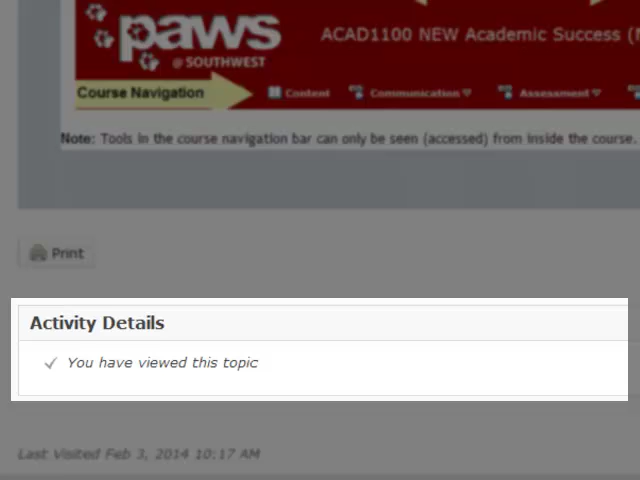 paws
@ SOUTHWEST
ACAD1100 NEW Academic Success (
Course Navigation
Content
Communication
Assessment
Note: Tools in the course navigation bar can only be seen (accessed) from inside the course.
Print
Activity Details
You have viewed this topic
Last Visited Feb 3, 2014 10:17 AM